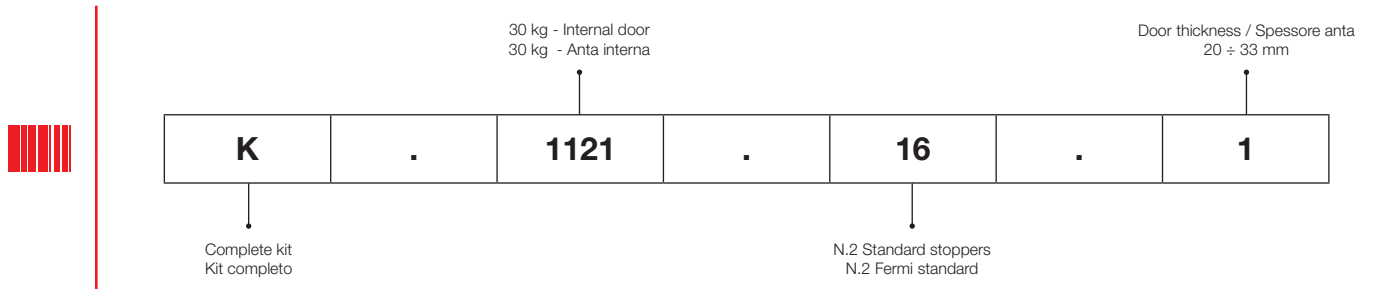 30 kg - Internal door
30 kg - Anta interna
Door thickness / Spessore anta
20 ÷ 33 mm
K . 1121 . 16 . 1
Complete kit
Kit completo
N.2 Standard stoppers
N.2 Fermi standard